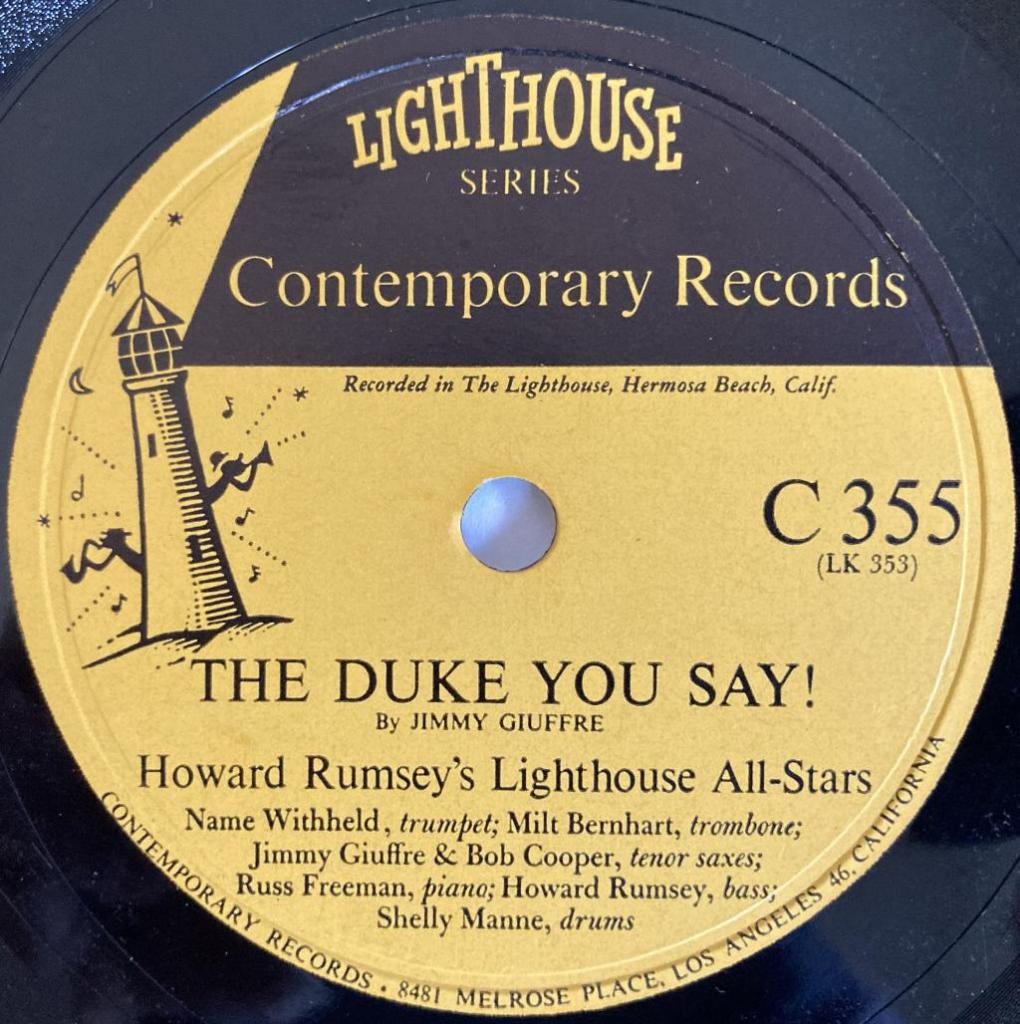 LIGHTHOUSE
SERIES
Contemporary Records
Recorded in The Lighthouse, Hermosa Beach, Calif.
C 355
(LK 353)
THE DUKE YOU SAY!
By JIMMY GIUFFRE
Howard Rumsey's Lighthouse All-Stars
Name Withheld, trumpet; Milt Bernhart, trombone;
Jimmy Giuffre & Bob Cooper, tenor saxes;
Russ Freeman, piano; Howard Rumsey, bass;
Shelly Manne, drums
CONTEMPORARY RECORDS • 8481 MELROSE PLACE, LOS ANGELES 46, CALIFORNIA